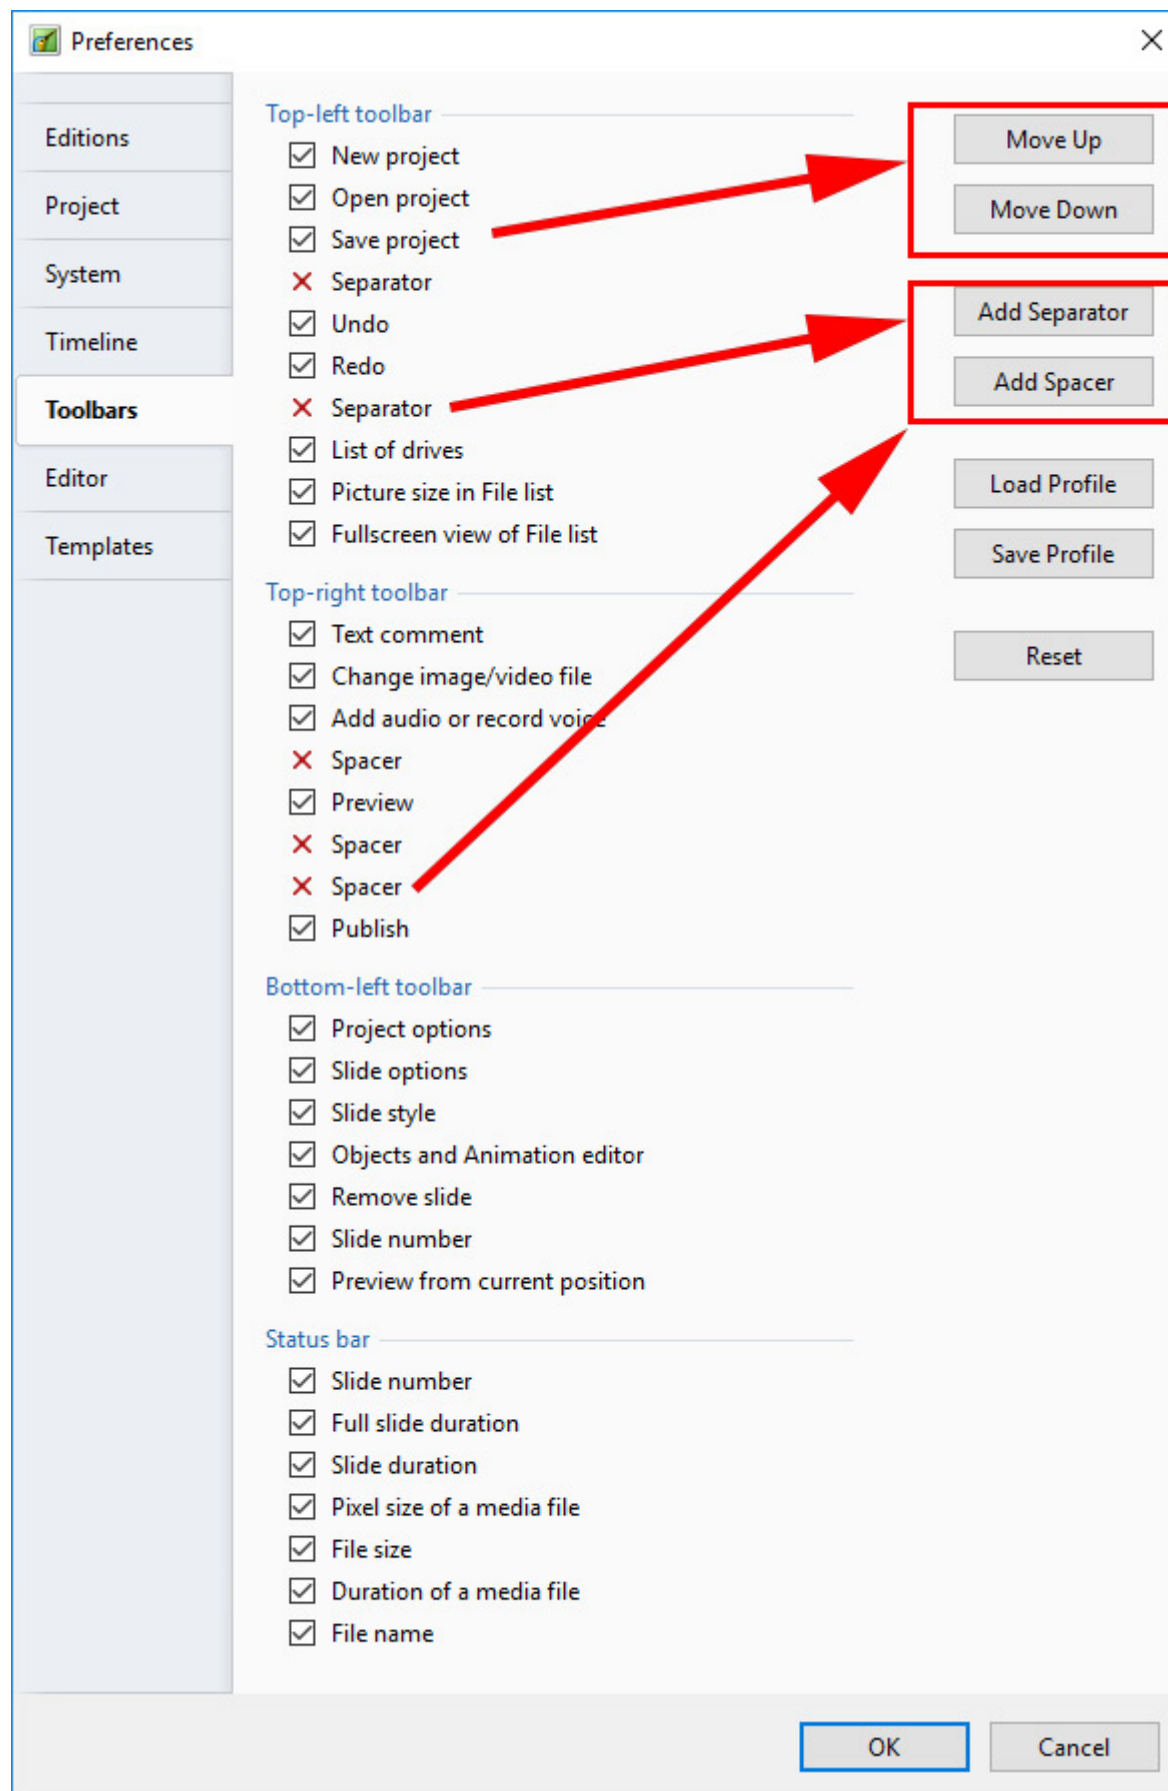 Preferences
Editions
Project
System
Timeline
Toolbars
Editor
Templates
Top-left toolbar
New project
Open project
Save project
Separator
Undo
Redo
Separator
List of drives
Picture size in File list
Fullscreen view of File list
Top-right toolbar
Text comment
Change image/video file
Add audio or record voice
Spacer
Preview
Spacer
Spacer
Publish
Bottom-left toolbar
Project options
Slide options
Slide style
Objects and Animation editor
Remove slide
Slide number
Preview from current position
Status bar
Slide number
Full slide duration
Slide duration
Pixel size of a media file
File size
Duration of a media file
File name
Move Up
Move Down
Add Separator
Add Spacer
Load Profile
Save Profile
Reset
OK
Cancel